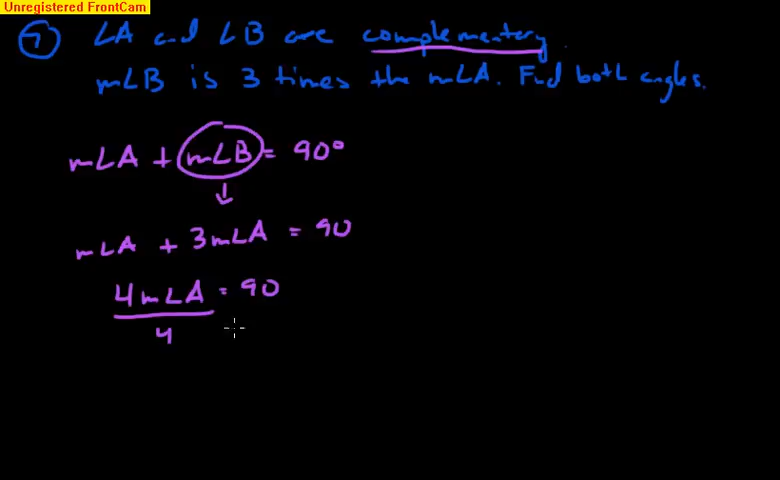 Unregistered FrontCam
7 ∠A and ∠B are complementary.
m∠B is 3 times the m∠A. Find both angles.
m∠A + m∠B = 90°
↓
m∠A + 3m∠A = 90
4m∠A = 90
4